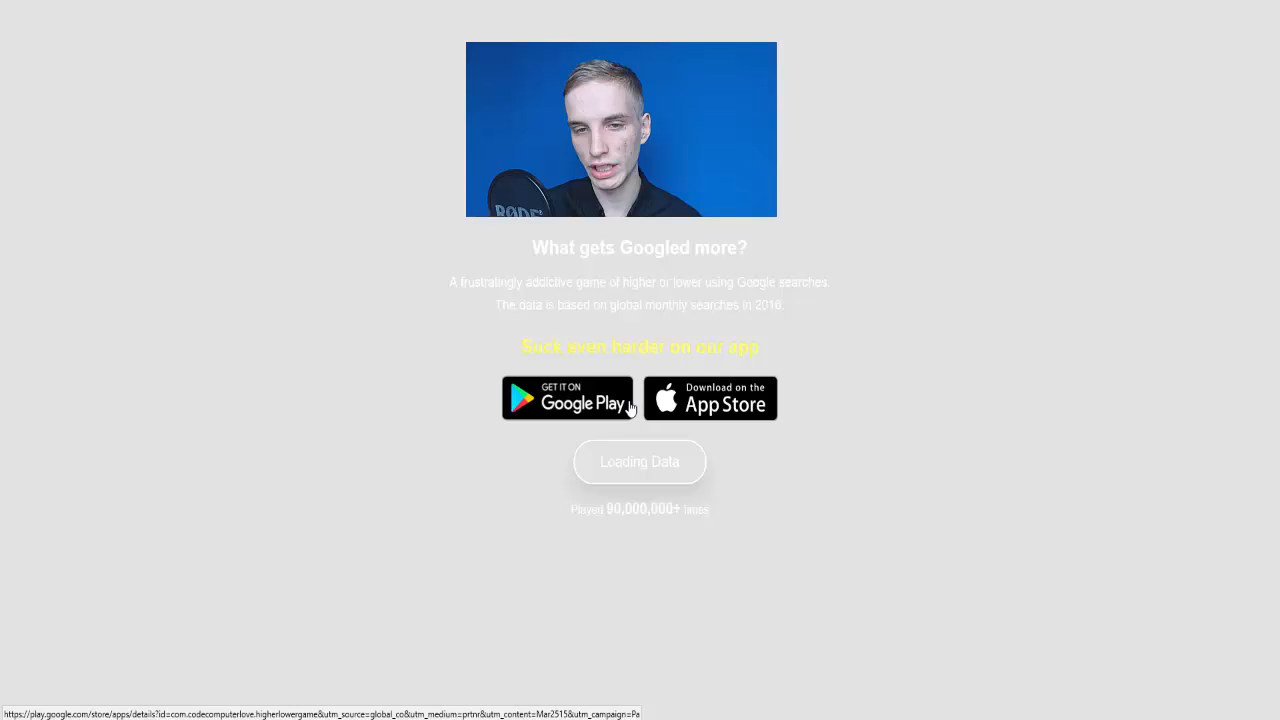 RØDE
What gets Googled more?
A frustratingly addictive game of higher or lower using Google searches.
The data is based on global monthly searches in 2016.
Suck even harder on our app
GET IT ON
Google Play
Download on the
App Store
Loading Data
Played 90,000,000+ times
https://play.google.com/store/apps/details?id=com.codecomputerlove.higherlowergame&utm_source=global_co&utm_medium=prtnr&utm_content=Mar2515&utm_campaign=Pa